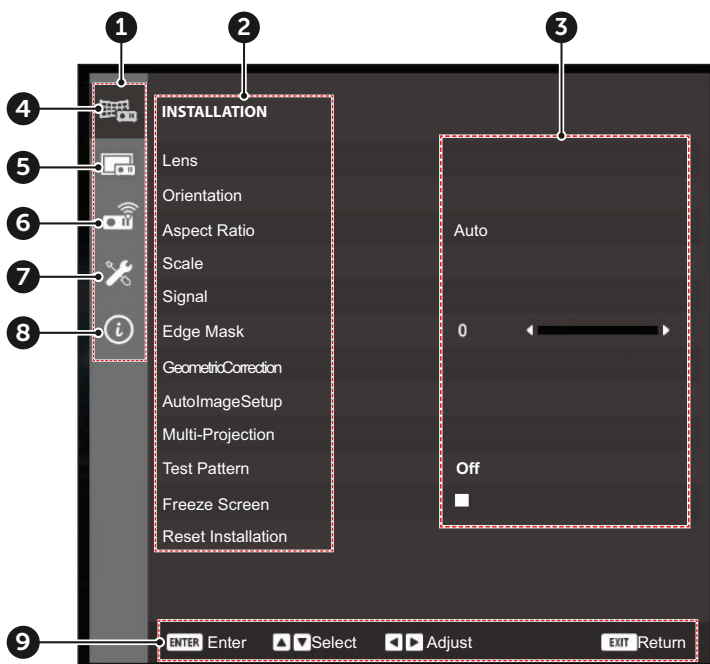 1 2 3
4
INSTALLATION
5
Lens
Orientation
6
Aspect Ratio Auto
7
Scale
Signal
8
Edge Mask 0
GeometricCorrection
AutoImageSetup
Multi-Projection
Test Pattern Off
Freeze Screen
Reset Installation
9
ENTER Enter Select Adjust EXIT Return